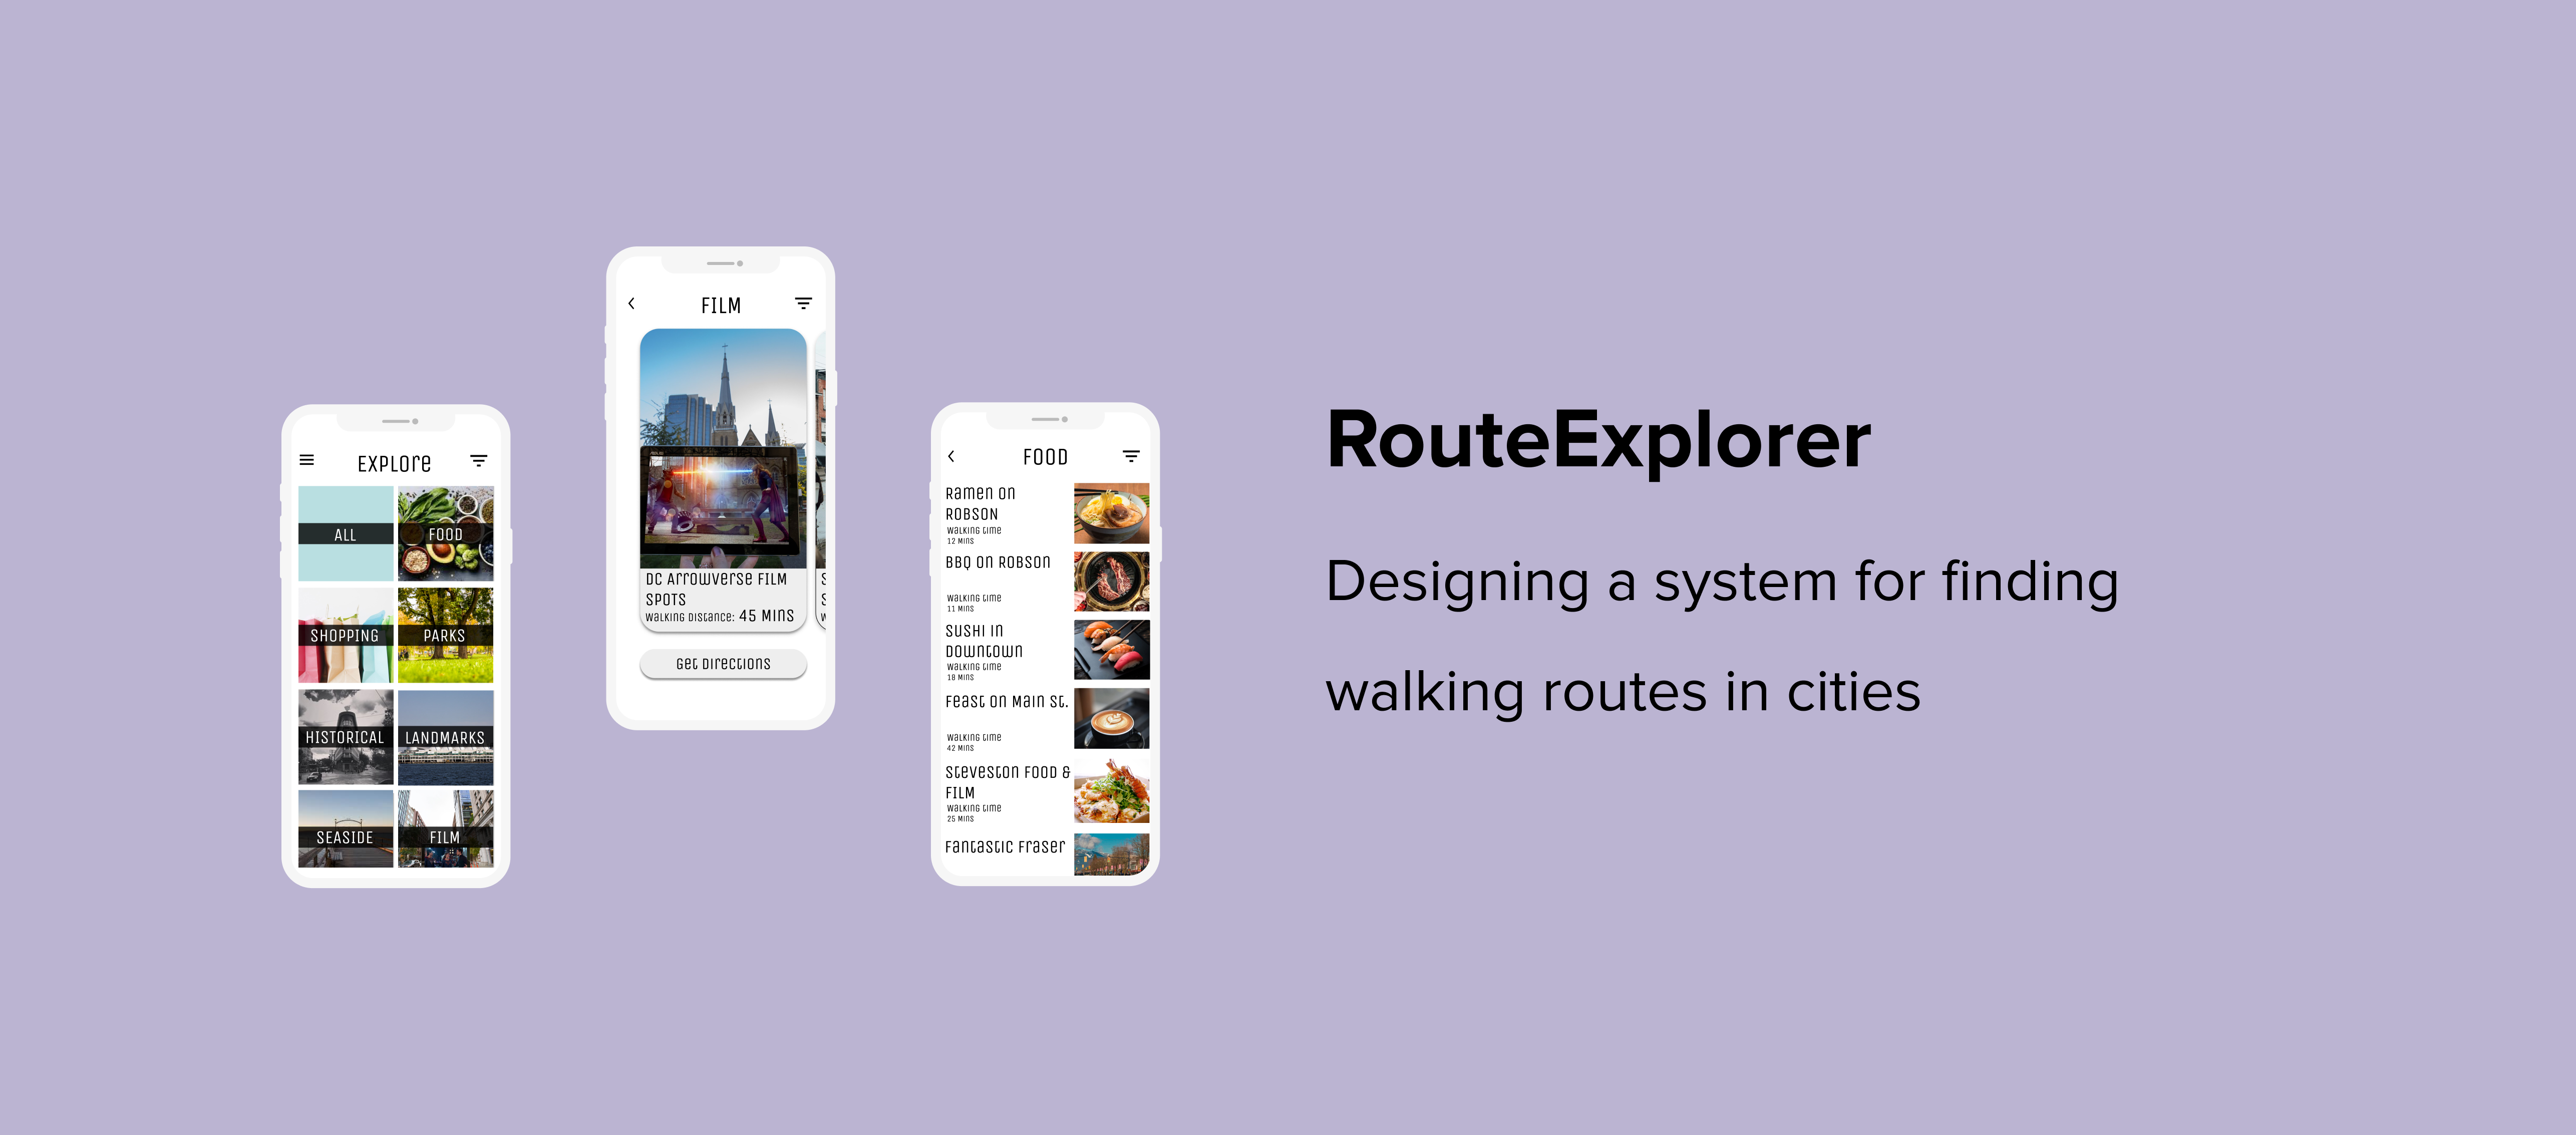 EXPLORE
ALL
FOOD
SHOPPING
PARKS
HISTORICAL
LANDMARKS
SEASIDE
FILM
FILM
DC Arrowverse FILM
SPOTS
walking distance: 45 Mins
S
S
w
Get Directions
FOOD
Ramen on
ROBSON
walking time
12 Mins
BBQ on ROBSON
walking time
11 Mins
SUSHI in
Downtown
walking time
18 Mins
Feast on Main St.
walking time
42 Mins
Steveston FOOD &
FILM
walking time
25 Mins
Fantastic Fraser
RouteExplorer
Designing a system for finding
walking routes in cities